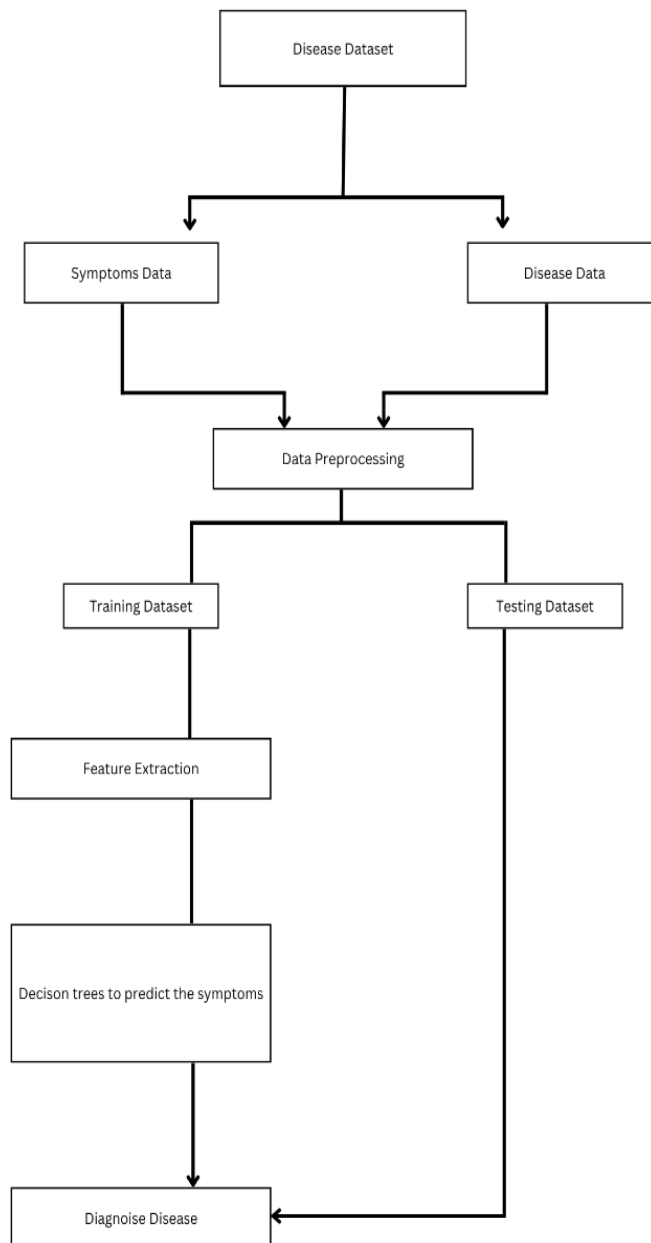 Disease Dataset
Symptoms Data
Disease Data
Data Preprocessing
Training Dataset
Testing Dataset
Feature Extraction
Decison trees to predict the symptoms
Diagnoise Disease